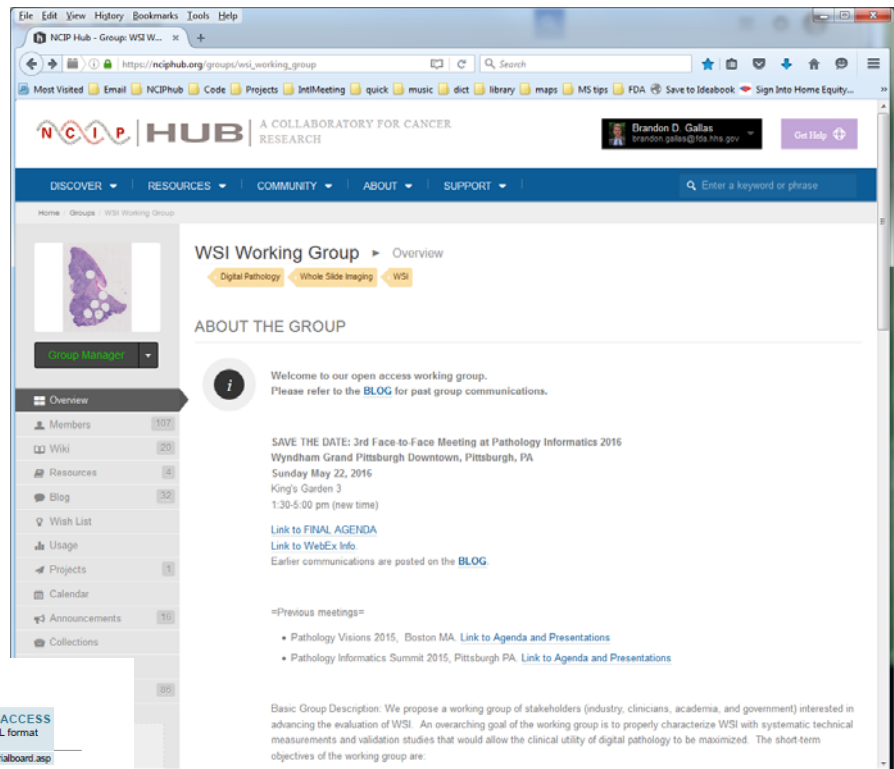 File Edit View History Bookmarks Tools Help
NCIP Hub - Group: WSI W... × +
https://nciphub.org/groups/wsi_working_group Search
Most Visited Email NCIPhub Code Projects IntlMeeting quick music dict library maps MS tips FDA Save to Ideabook Sign Into Home Equity... »
NCIP HUB A COLLABORATORY FOR CANCER
RESEARCH
Brandon D. Gallas
brandon.gallas@fda.hhs.gov
Get Help
DISCOVER RESOURCES COMMUNITY ABOUT SUPPORT Enter a keyword or phrase
Home / Groups / WSI Working Group
WSI Working Group ► Overview
Digital Pathology Whole Slide Imaging WSI
ABOUT THE GROUP
Group Manager
Overview
Members 107
Wiki 20
Resources 4
Blog 32
Wish List
Usage
Projects 1
Calendar
Announcements 16
Collections
85
i
Welcome to our open access working group.
Please refer to the BLOG for past group communications.
SAVE THE DATE: 3rd Face-to-Face Meeting at Pathology Informatics 2016
Wyndham Grand Pittsburgh Downtown, Pittsburgh, PA
Sunday May 22, 2016
King's Garden 3
1:30-5:00 pm (new time)
Link to FINAL AGENDA
Link to WebEx Info.
Earlier communications are posted on the BLOG.
=Previous meetings=
• Pathology Visions 2015, Boston MA. Link to Agenda and Presentations
• Pathology Informatics Summit 2015, Pittsburgh PA. Link to Agenda and Presentations
Basic Group Description: We propose a working group of stakeholders (industry, clinicians, academia, and government) interested in
advancing the evaluation of WSI. An overarching goal of the working group is to properly characterize WSI with systematic technical
measurements and validation studies that would allow the clinical utility of digital pathology to be maximized. The short-term
objectives of the working group are:
ACCESS
L format
rialboard.asp